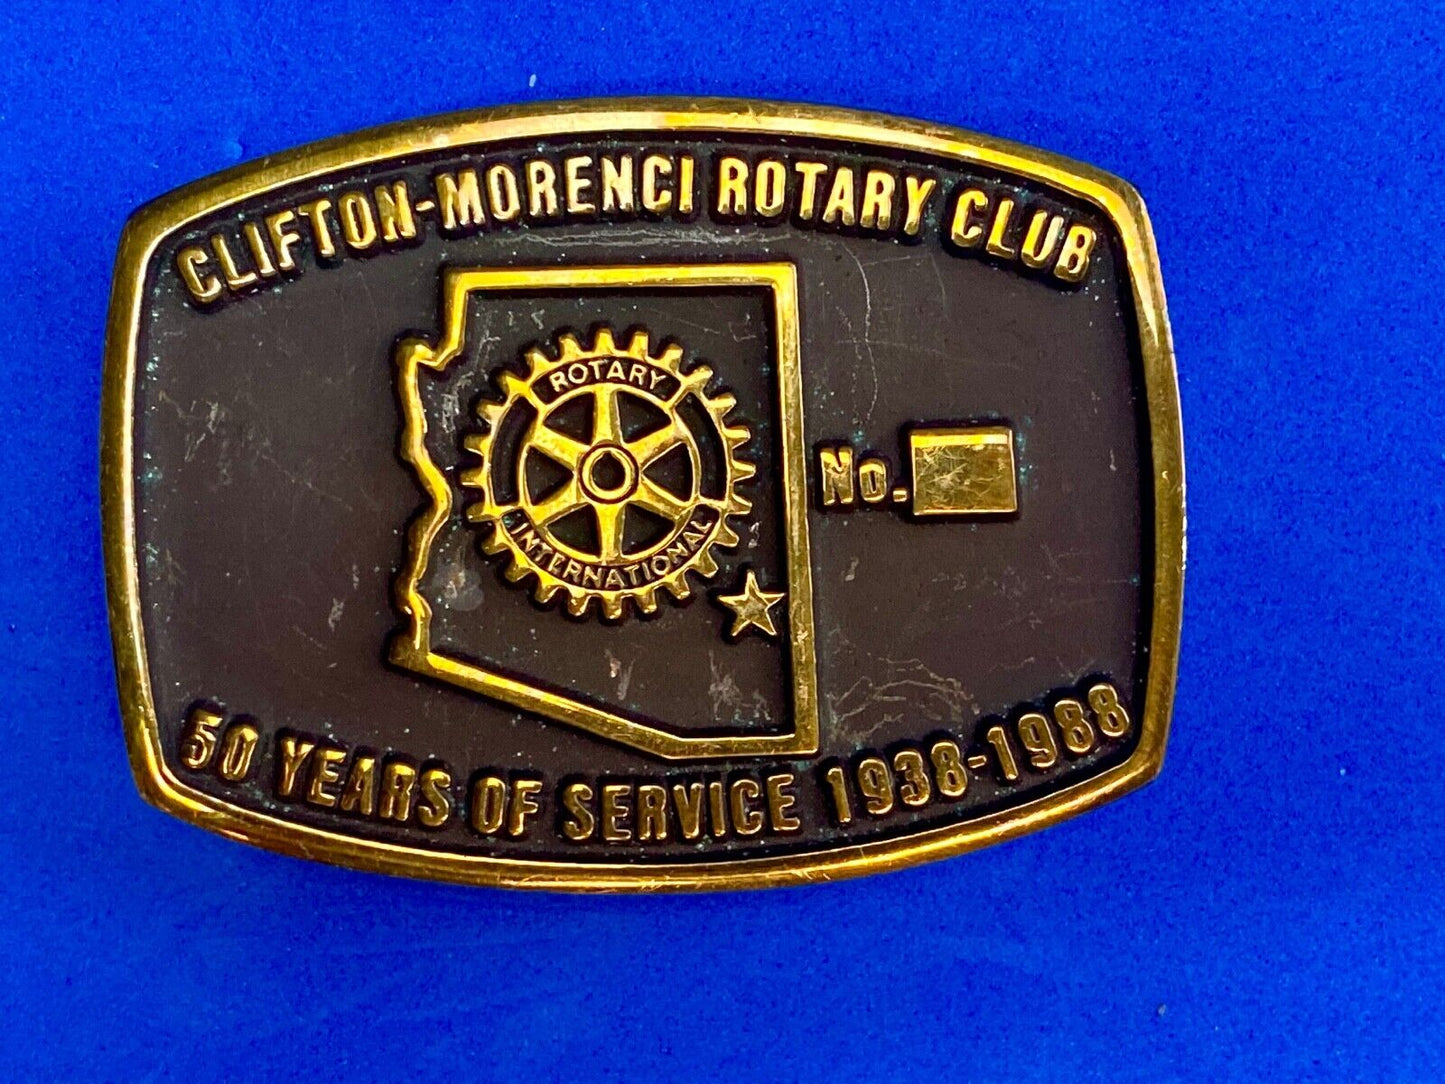 CLIFTON-MORENCI ROTARY CLUB
ROTARY
INTERNATIONAL
No.
50 YEARS OF SERVICE 1938-1988